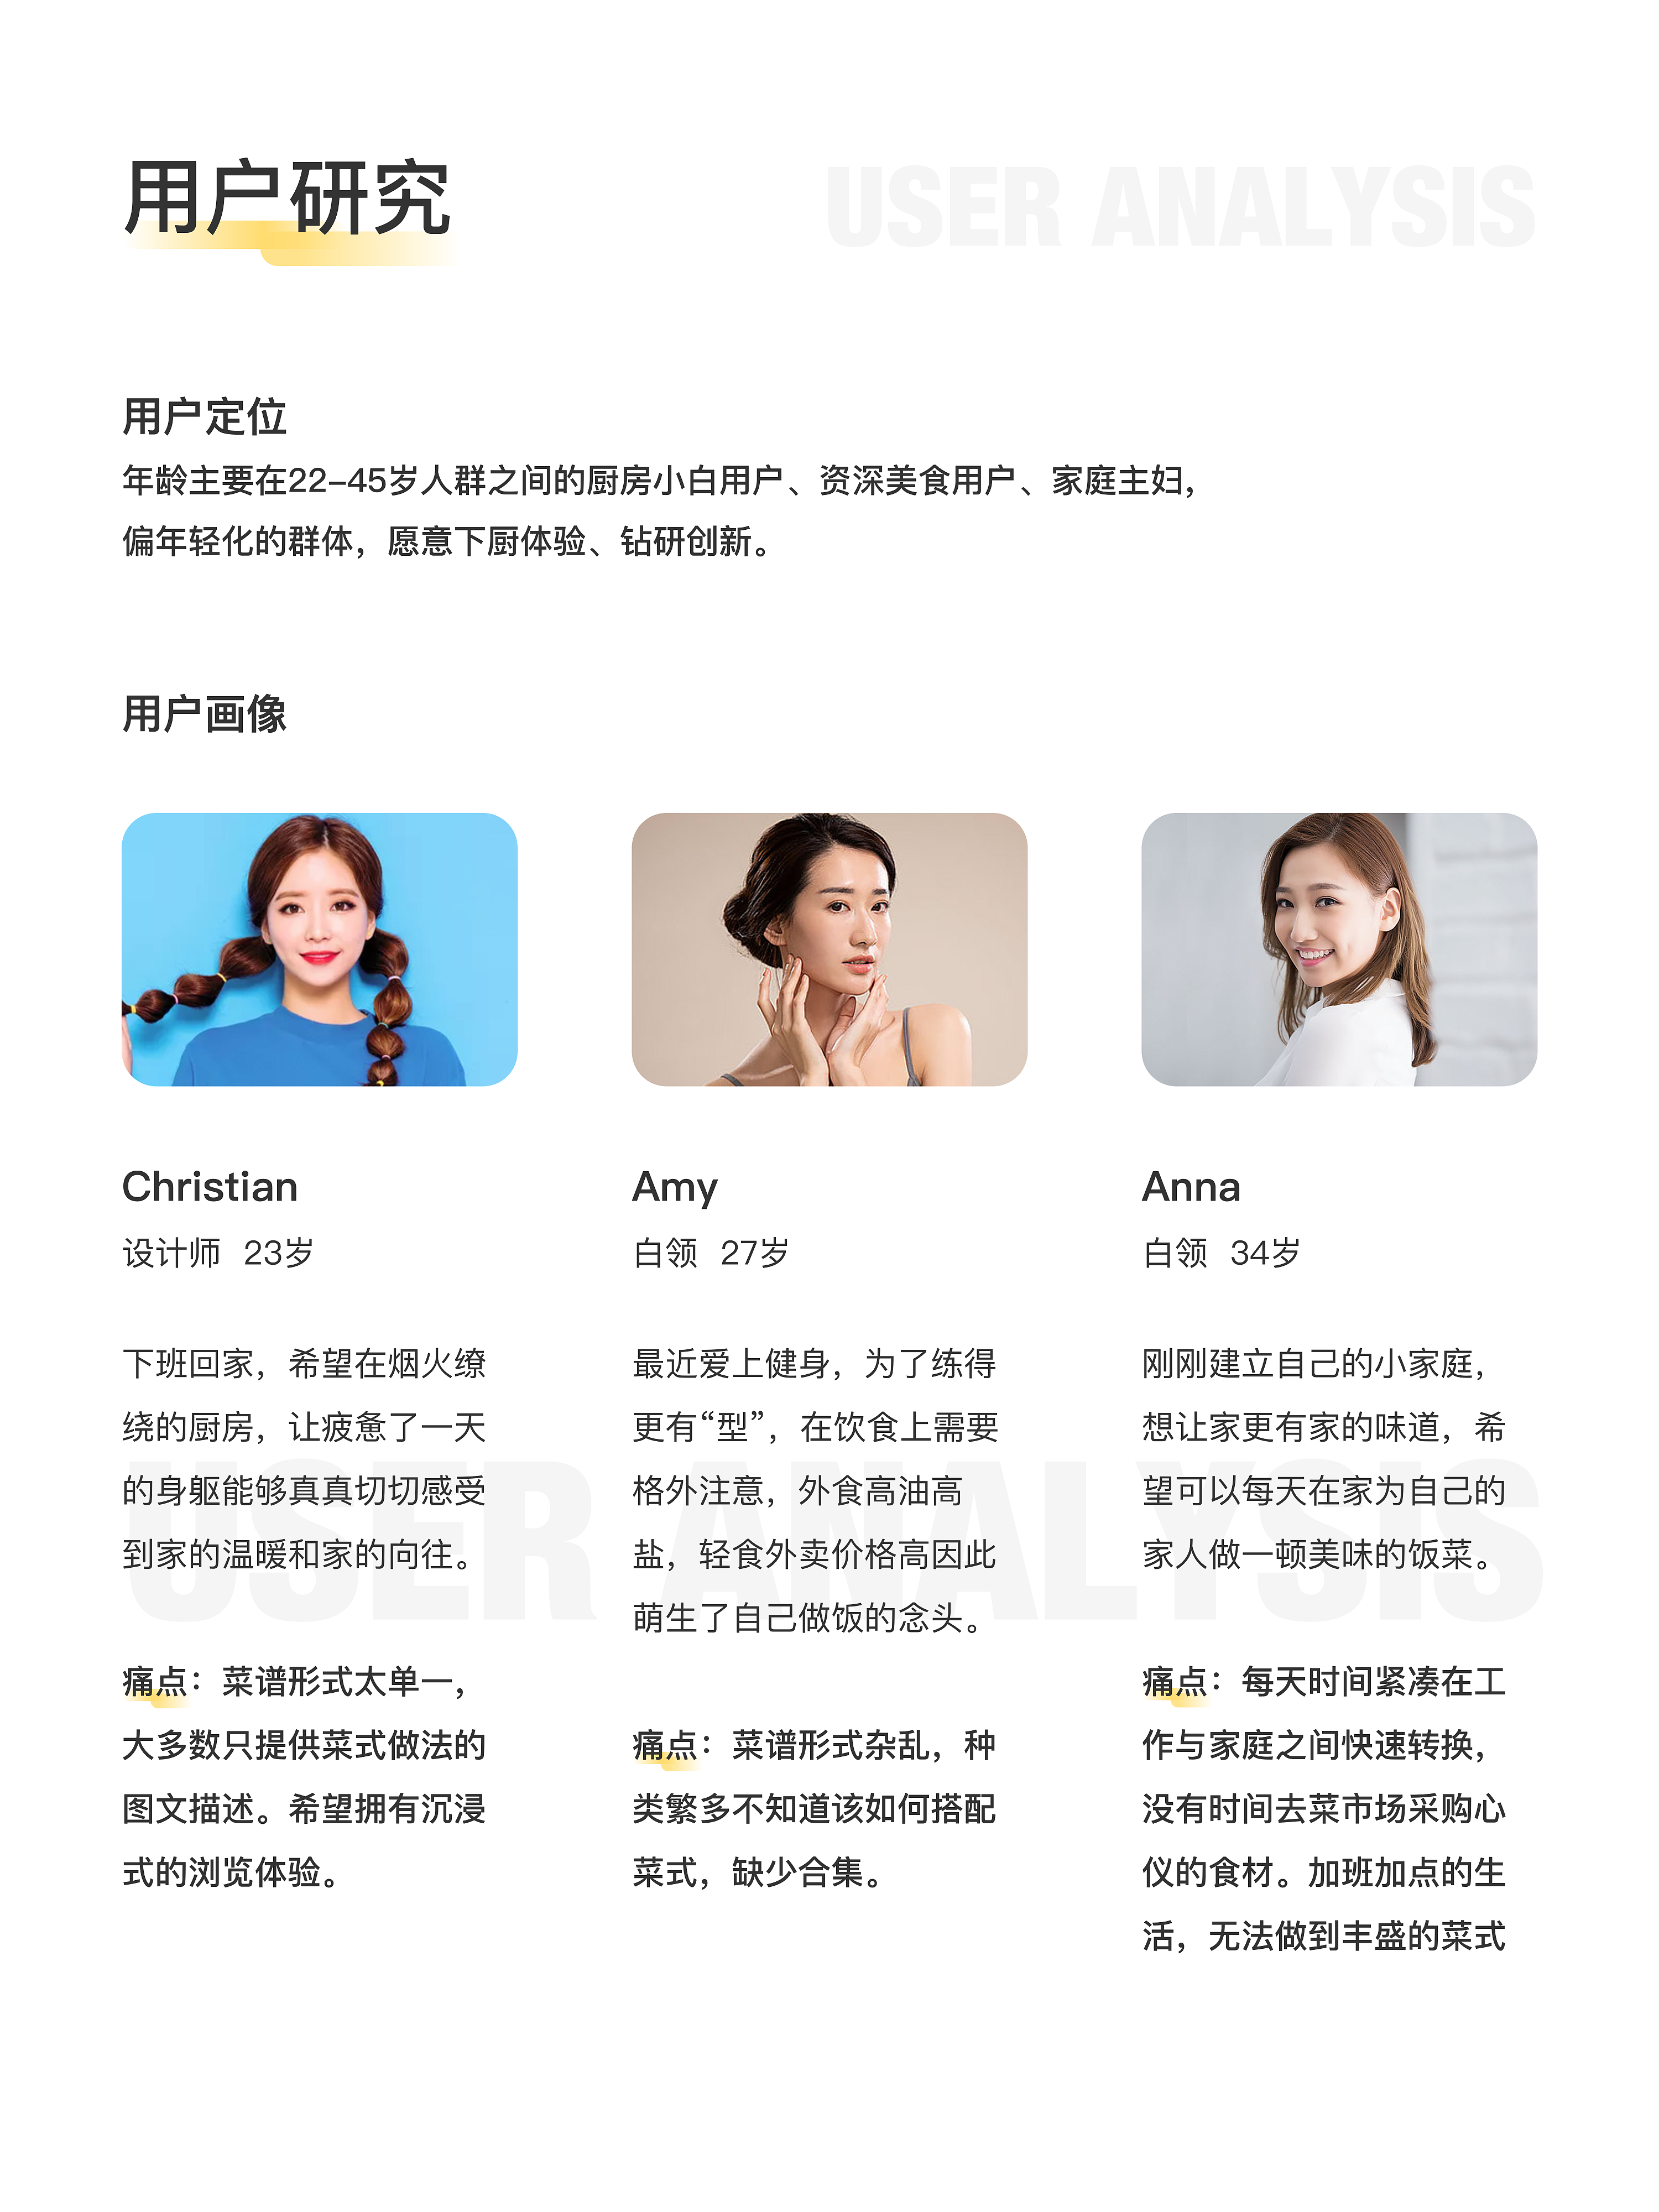 用户研究
USER ANALYSIS
用户定位
年龄主要在22-45岁人群之间的厨房小白用户、资深美食用户、家庭主妇，
偏年轻化的群体，愿意下厨体验、钻研创新。
用户画像
Christian
设计师 23岁
下班回家，希望在烟火缭
绕的厨房，让疲惫了一天
的身躯能够真真切切感受
到家的温暖和家的向往。
痛点：菜谱形式太单一，
大多数只提供菜式做法的
图文描述。希望拥有沉浸
式的浏览体验。
Amy
白领 27岁
最近爱上健身，为了练得
更有“型”，在饮食上需要
格外注意，外食高油高
盐，轻食外卖价格高因此
萌生了自己做饭的念头。
痛点：菜谱形式杂乱，种
类繁多不知道该如何搭配
菜式，缺少合集。
Anna
白领 34岁
刚刚建立自己的小家庭，
想让家更有家的味道，希
望可以每天在家为自己的
家人做一顿美味的饭菜。
痛点：每天时间紧凑在工
作与家庭之间快速转换，
没有时间去菜市场采购心
仪的食材。加班加点的生
活，无法做到丰盛的菜式
USER ANALYSIS